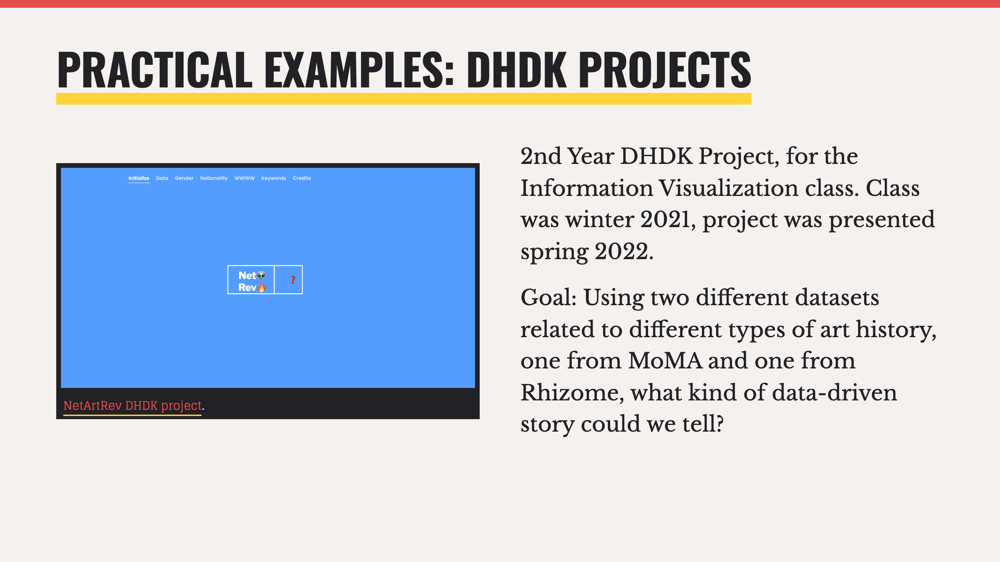 PRACTICAL EXAMPLES: DHDK PROJECTS
Initialize Data Gender Nationality WWWW Keywords Credits
Net👽
Rev🔥
?
NetArtRev DHDK project.
2nd Year DHDK Project, for the
Information Visualization class. Class
was winter 2021, project was presented
spring 2022.
Goal: Using two different datasets
related to different types of art history,
one from MoMA and one from
Rhizome, what kind of data-driven
story could we tell?